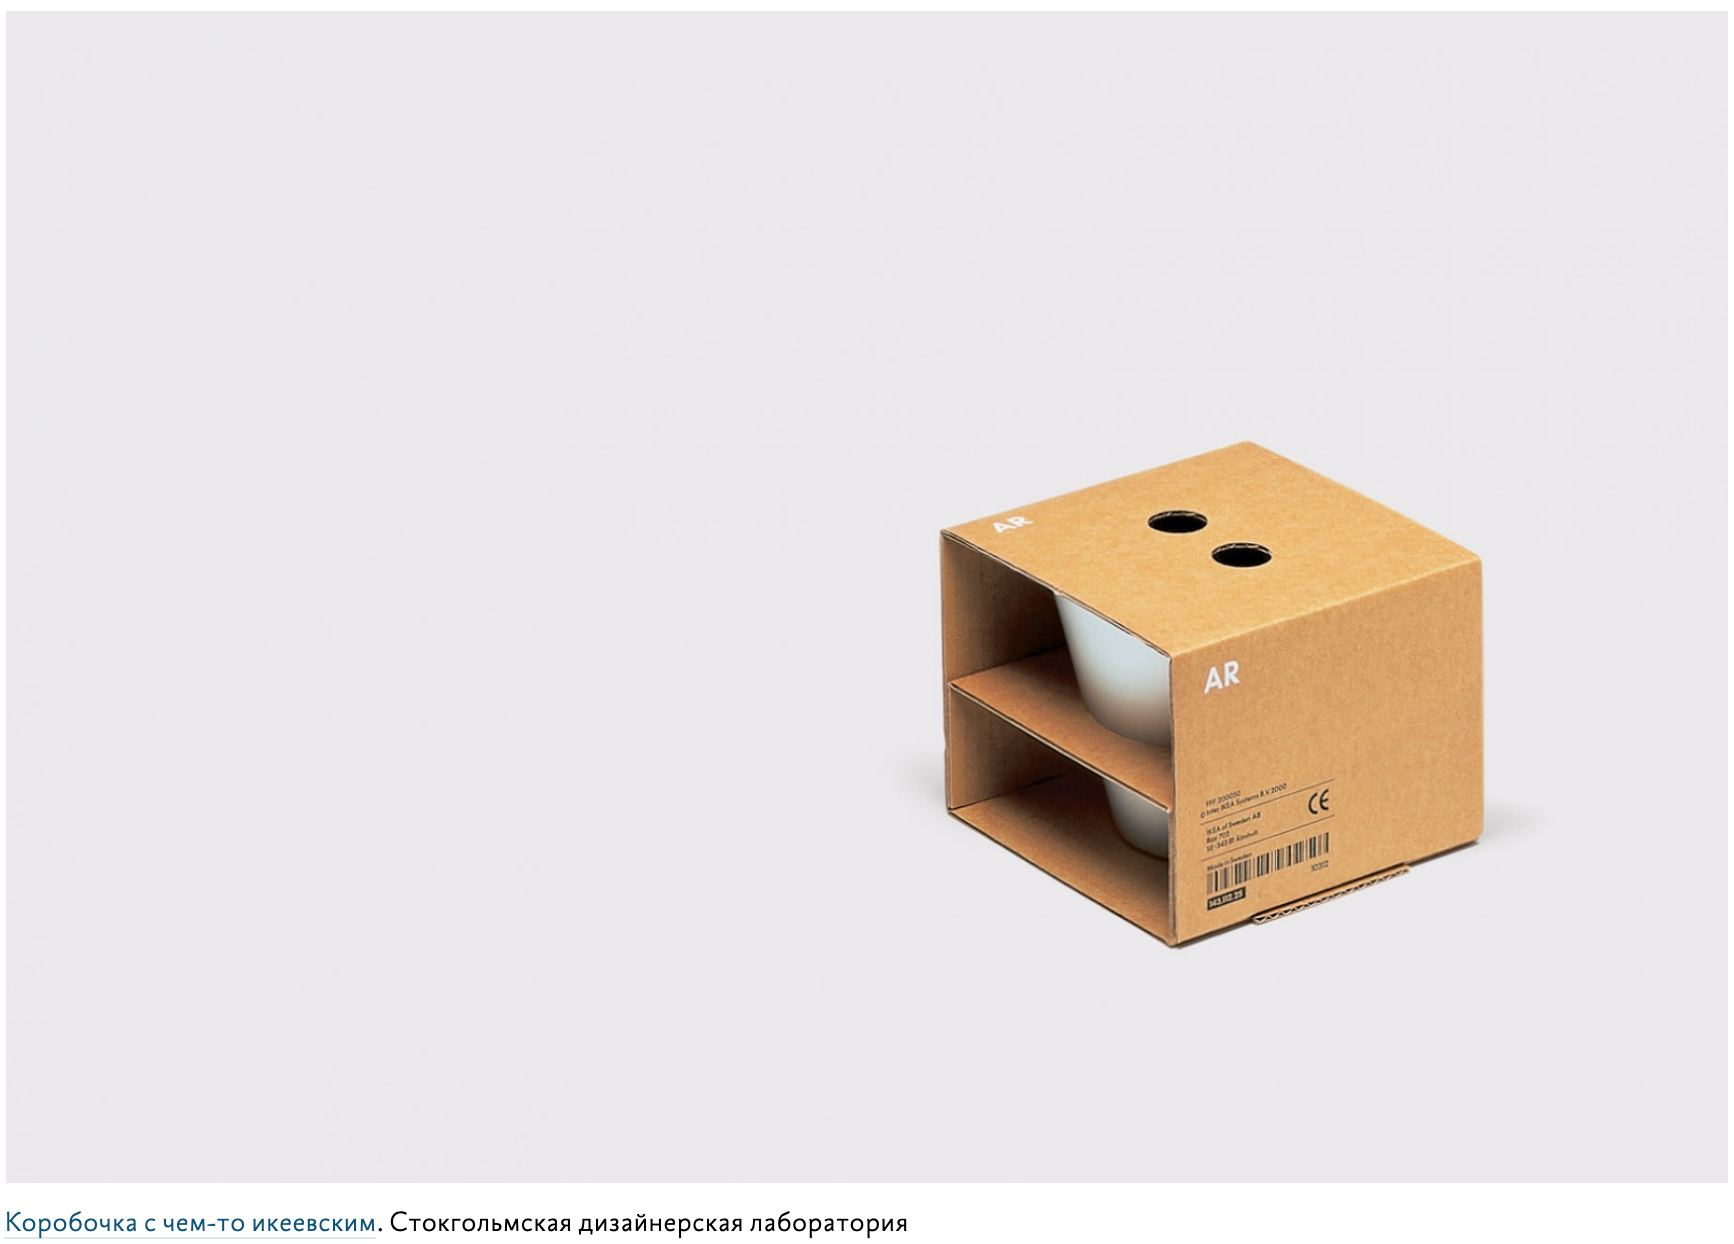 AR
AR
FFF 200050
© Inter IKEA Systems B.V. 2000
CE
IKEA of Sweden AB
Box 702
SE-343 81 Älmhult
Made in Sweden
10312
143.112.25
Коробочка с чем-то икеевским. Стокгольмская дизайнерская лаборатория